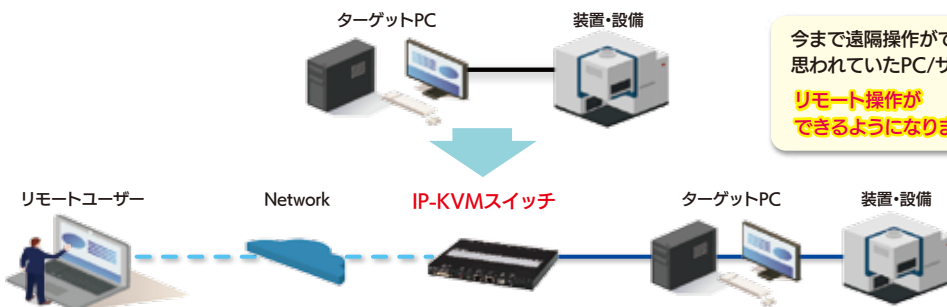 ターゲットPC
装置・設備
今まで遠隔操作がで
思われていたPC/サ
リモート操作が
できるようになりま
リモートユーザー
Network
IP-KVMスイッチ
ターゲットPC
装置・設備